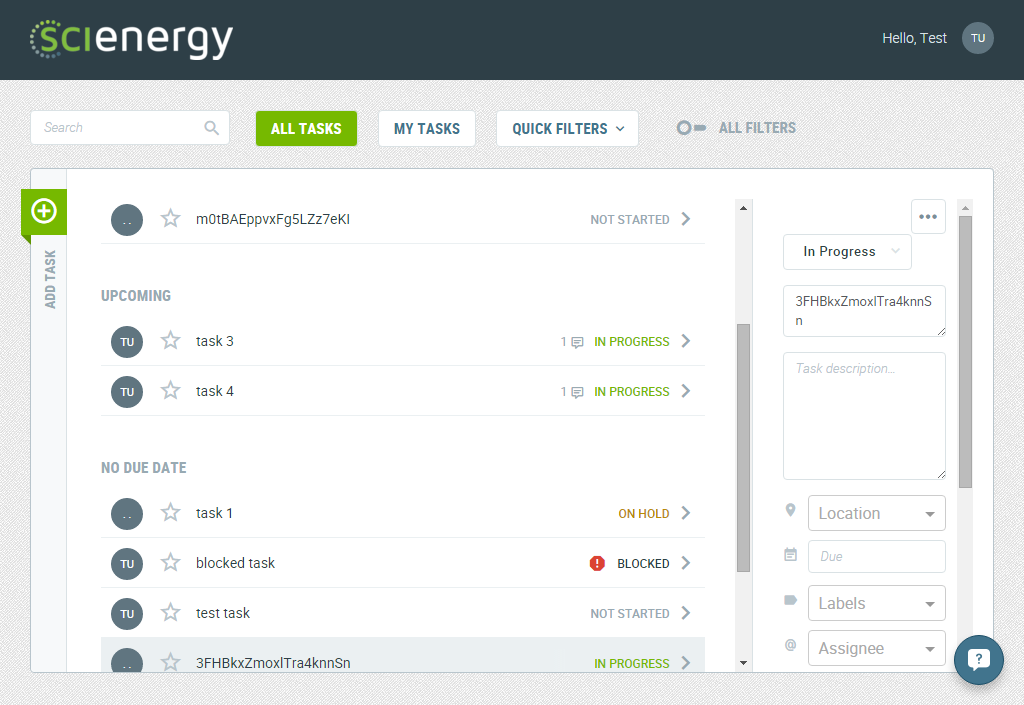 scienergy
Hello, Test
TU
Search
ALL TASKS
MY TASKS
QUICK FILTERS
ALL FILTERS
ADD TASK
..
m0tBAEppvxFg5LZz7eKI
NOT STARTED
UPCOMING
TU
task 3
1
IN PROGRESS
TU
task 4
1
IN PROGRESS
NO DUE DATE
..
task 1
ON HOLD
TU
blocked task
!
BLOCKED
TU
test task
NOT STARTED
..
3FHBkxZmoxlTra4knnSn
IN PROGRESS
In Progress
3FHBkxZmoxlTra4knnS
n
Task description...
Location
Due
Labels
@
Assignee
?